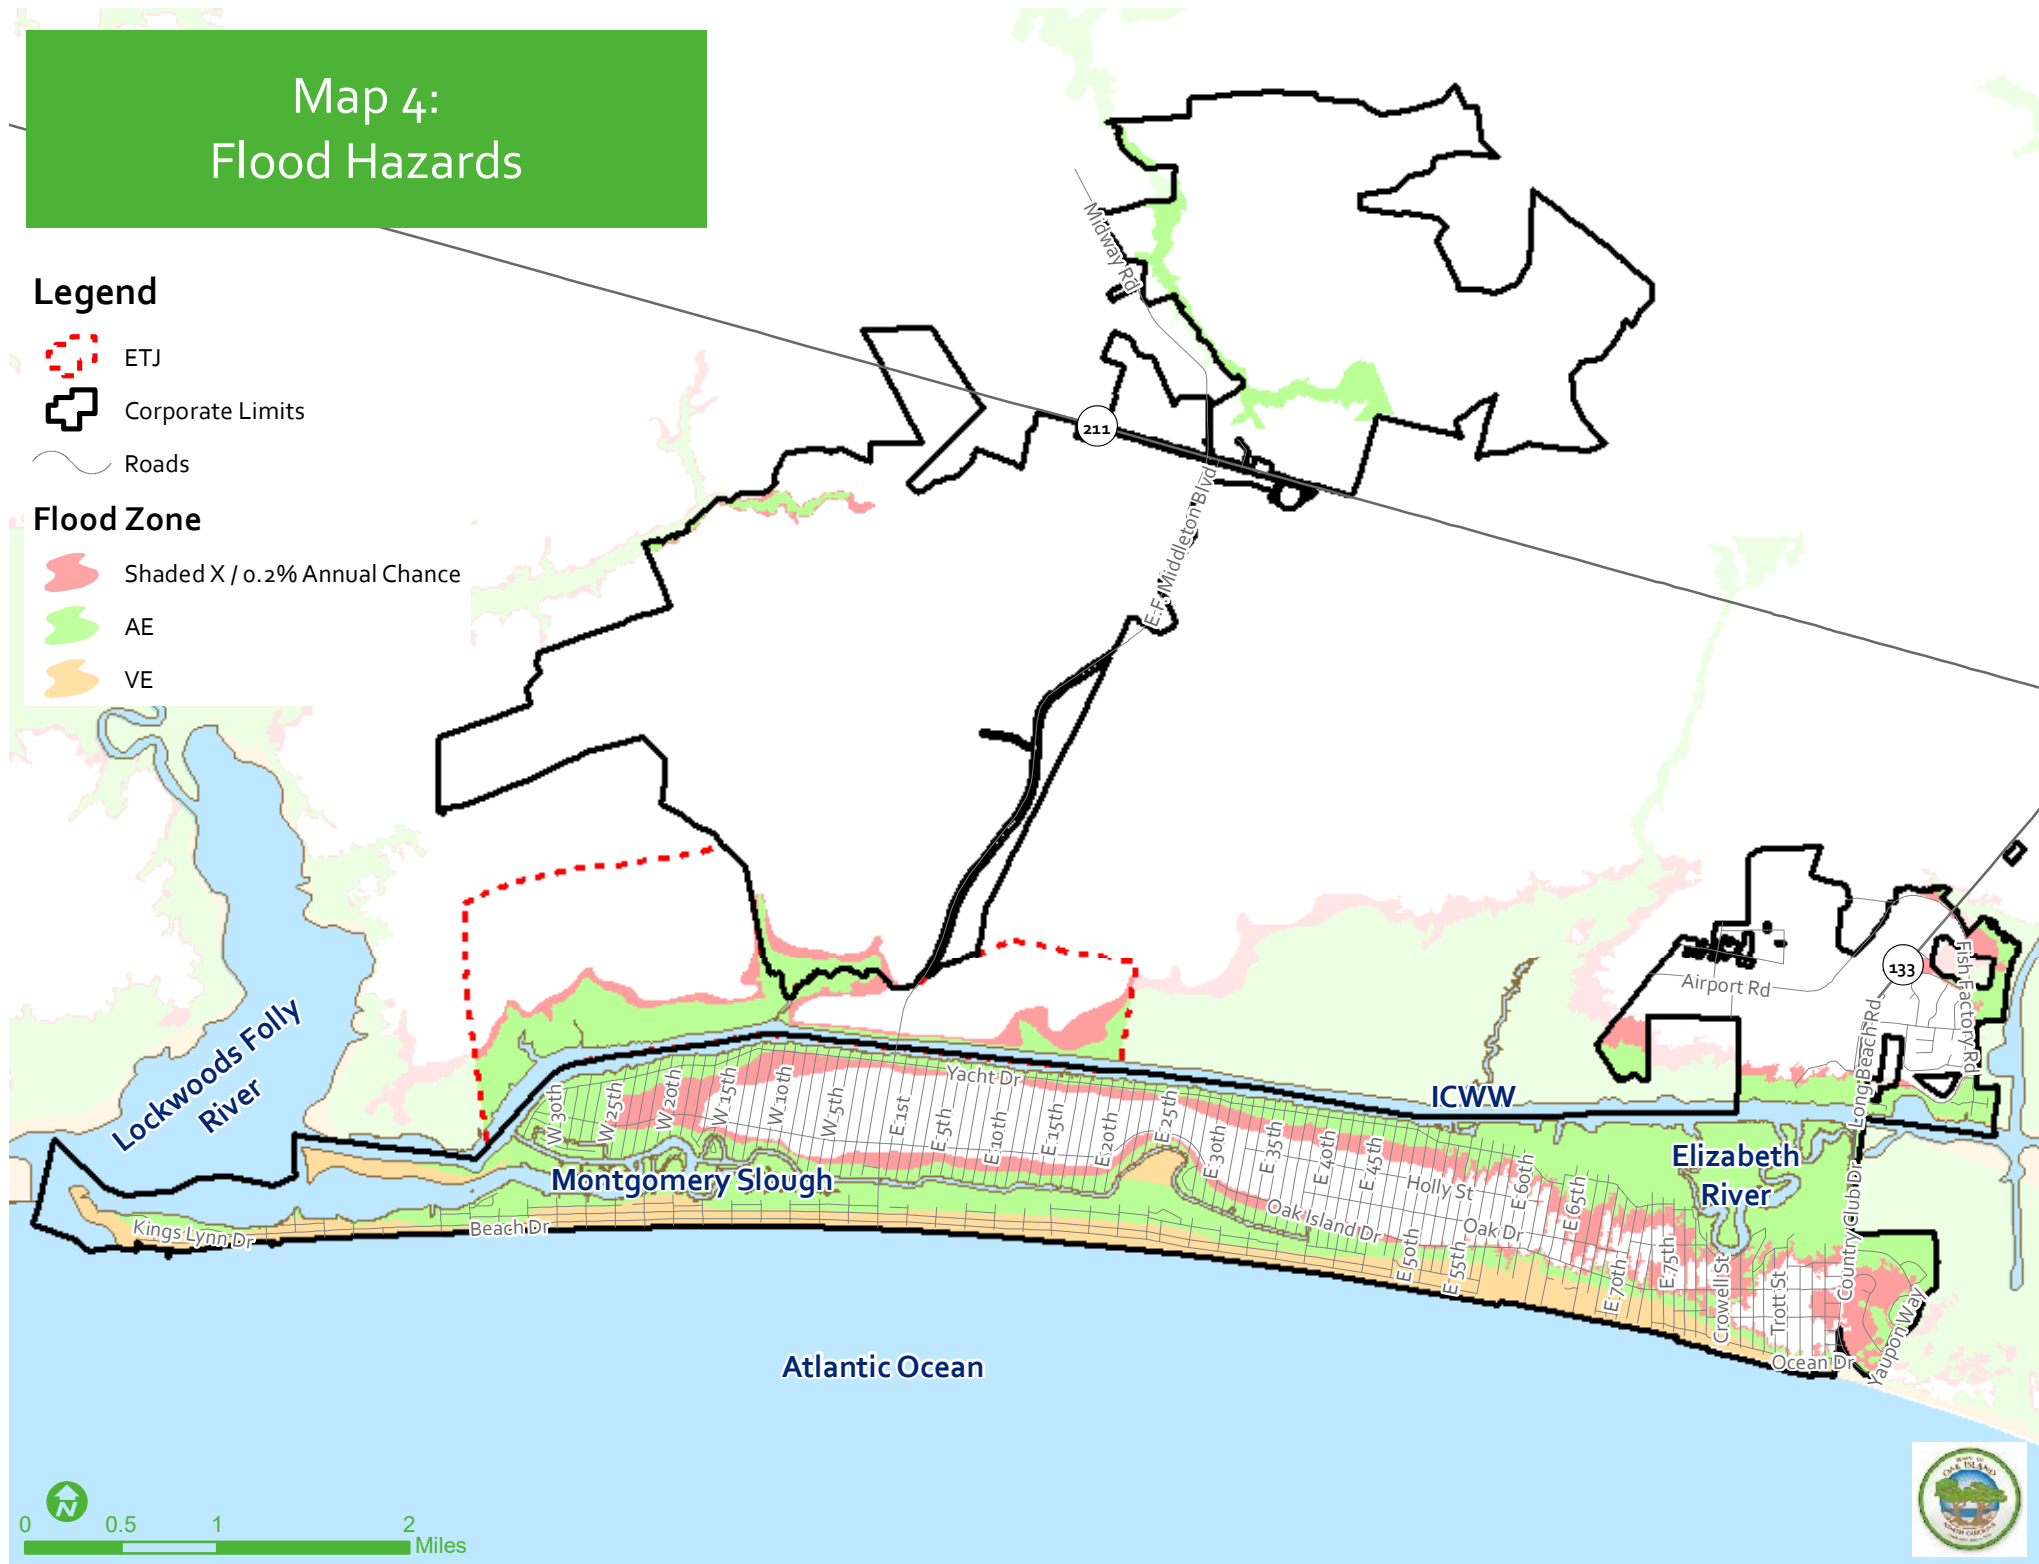 Map 4:
Flood Hazards
Legend
ETJ
Corporate Limits
Roads
Flood Zone
Shaded X / 0.2% Annual Chance
AE
VE
Midway Rd
211
E.F. Middleton Blvd
Airport Rd
133
Fish Factory Rd
Long Beach Rd
Lockwoods Folly
River
ICWW
Yacht Dr
W 30th
W 25th
W 20th
W 15th
W 10th
W 5th
E 1st
E 5th
E 10th
E 15th
E 20th
E 25th
E 30th
E 35th
E 40th
E 45th
Holly St
E 60th
E 65th
Elizabeth
River
Montgomery Slough
Kings Lynn Dr
Beach Dr
Oak Island Dr
Oak Dr
E 50th
E 55th
E 70th
E 75th
Crowell St
Trott St
Country Club Dr
Yaupon Way
Ocean Dr
Atlantic Ocean
N
0 0.5 1 2
Miles
OAK ISLAND